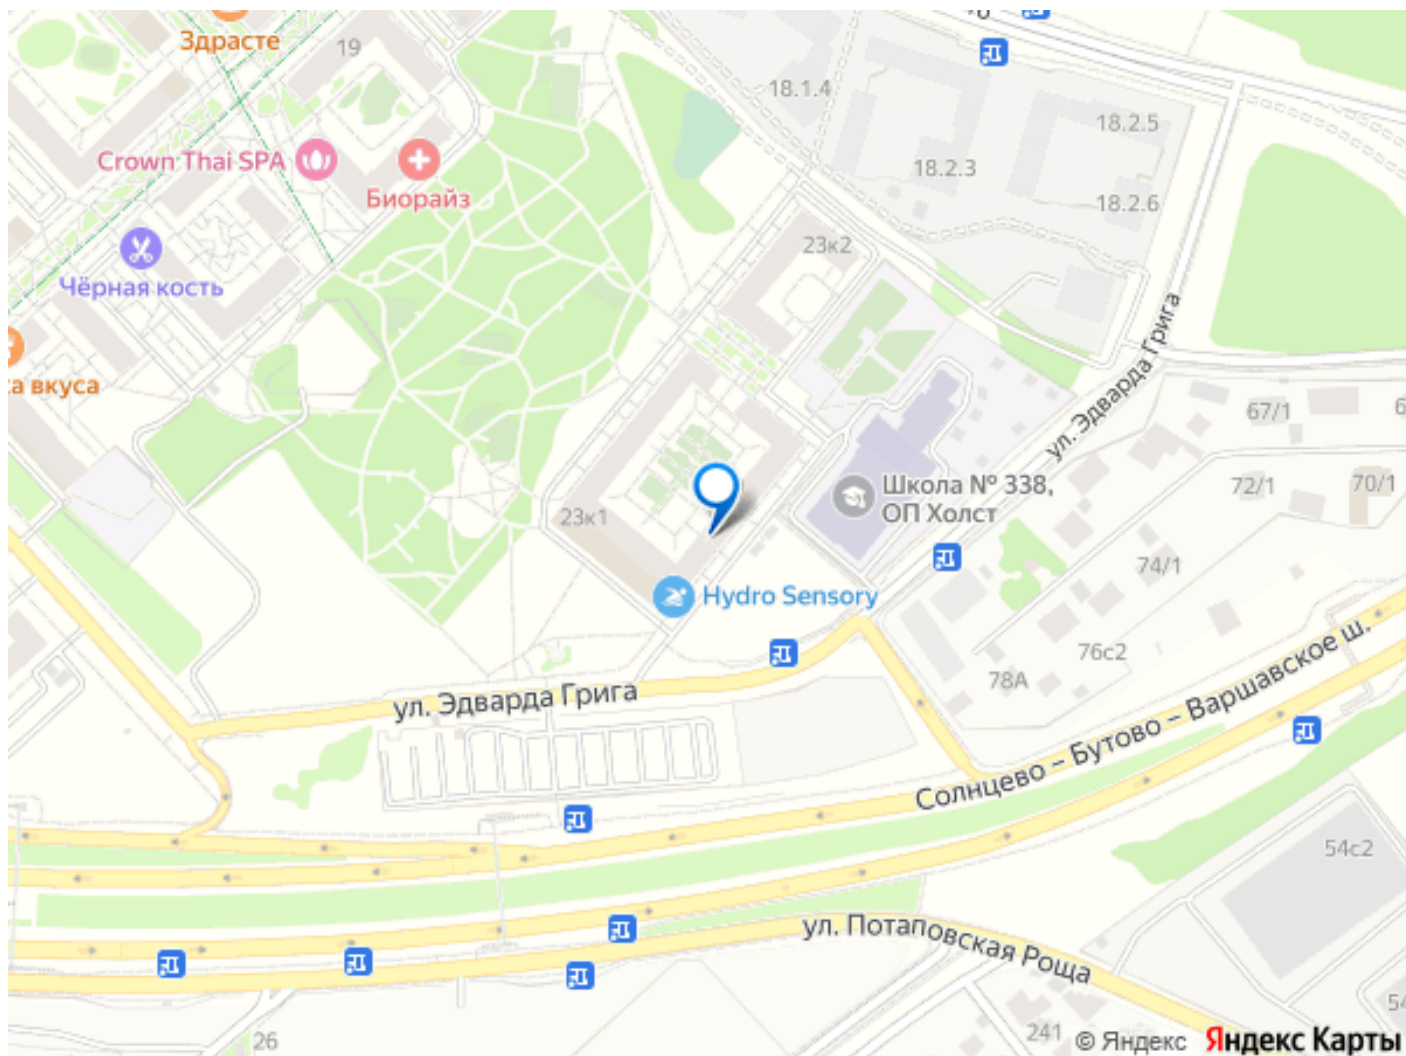 Здрасте
19
18.1.4
18.2.5
Crown Thai SPA
18.2.3
Биорайз
18.2.6
23к2
Чёрная кость
ул. Эдварда Грига
а вкуса
67/1
6
Школа № 338,
ОП Холст
72/1
70/1
23к1
74/1
Hydro Sensory
76с2
78А
ул. Эдварда Грига
Солнцево – Бутово – Варшавское ш.
54с2
ул. Потаповская Роща
54
26
241
© Яндекс
Яндекс Карты